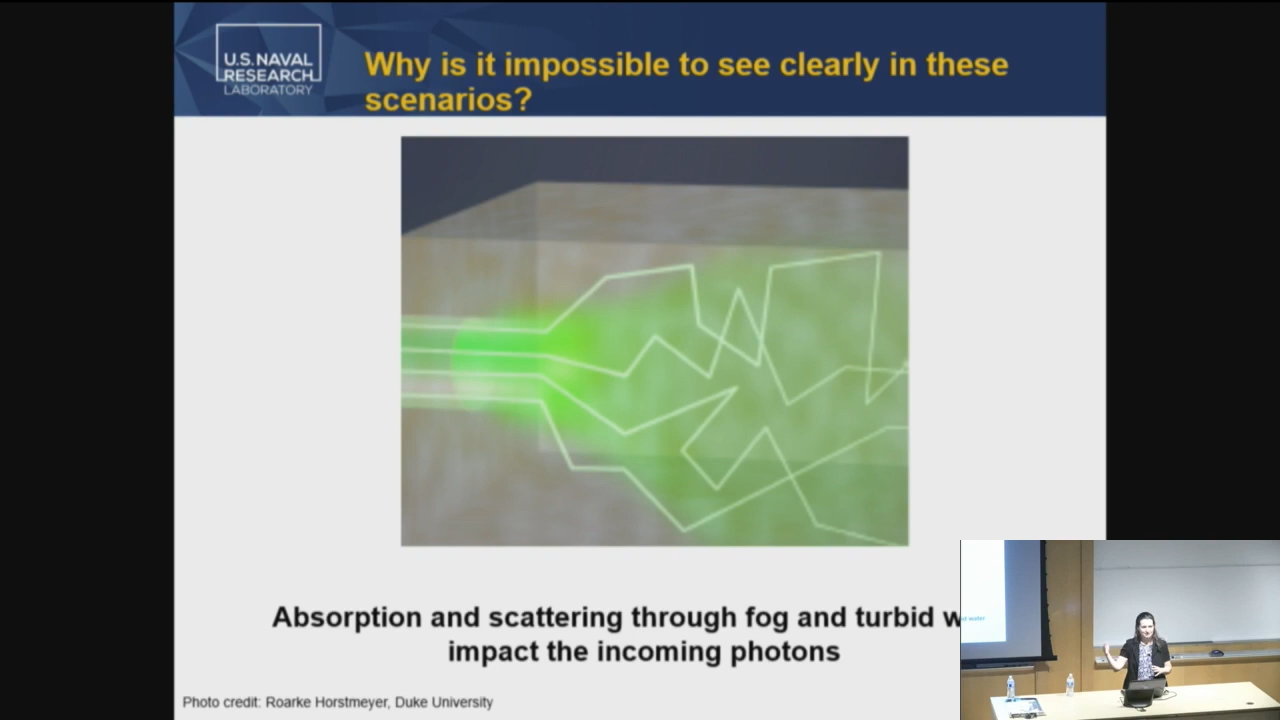 U.S. NAVAL
RESEARCH
LABORATORY
Why is it impossible to see clearly in these
scenarios?
Absorption and scattering through fog and turbid w
impact the incoming photons
Photo credit: Roarke Horstmeyer, Duke University
water